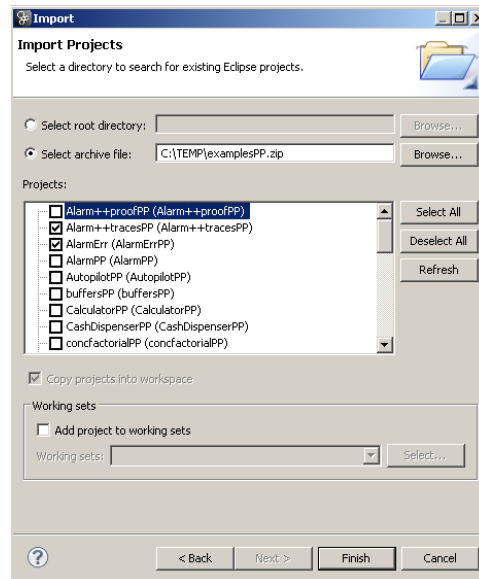 Import
Import Projects
Select a directory to search for existing Eclipse projects.
Select root directory:
Browse...
Select archive file:
C:\TEMP\examplesPP.zip
Browse...
Projects:
Alarm++proofPP (Alarm++proofPP)
Alarm++tracesPP (Alarm++tracesPP)
AlarmErr (AlarmErrPP)
AlarmPP (AlarmPP)
AutopilotPP (AutopilotPP)
buffersPP (buffersPP)
CalculatorPP (CalculatorPP)
CashDispenserPP (CashDispenserPP)
concfactorialPP (concfactorialPP)
Select All
Deselect All
Refresh
Copy projects into workspace
Working sets
Add project to working sets
Working sets:
Select...
?
< Back
Next >
Finish
Cancel